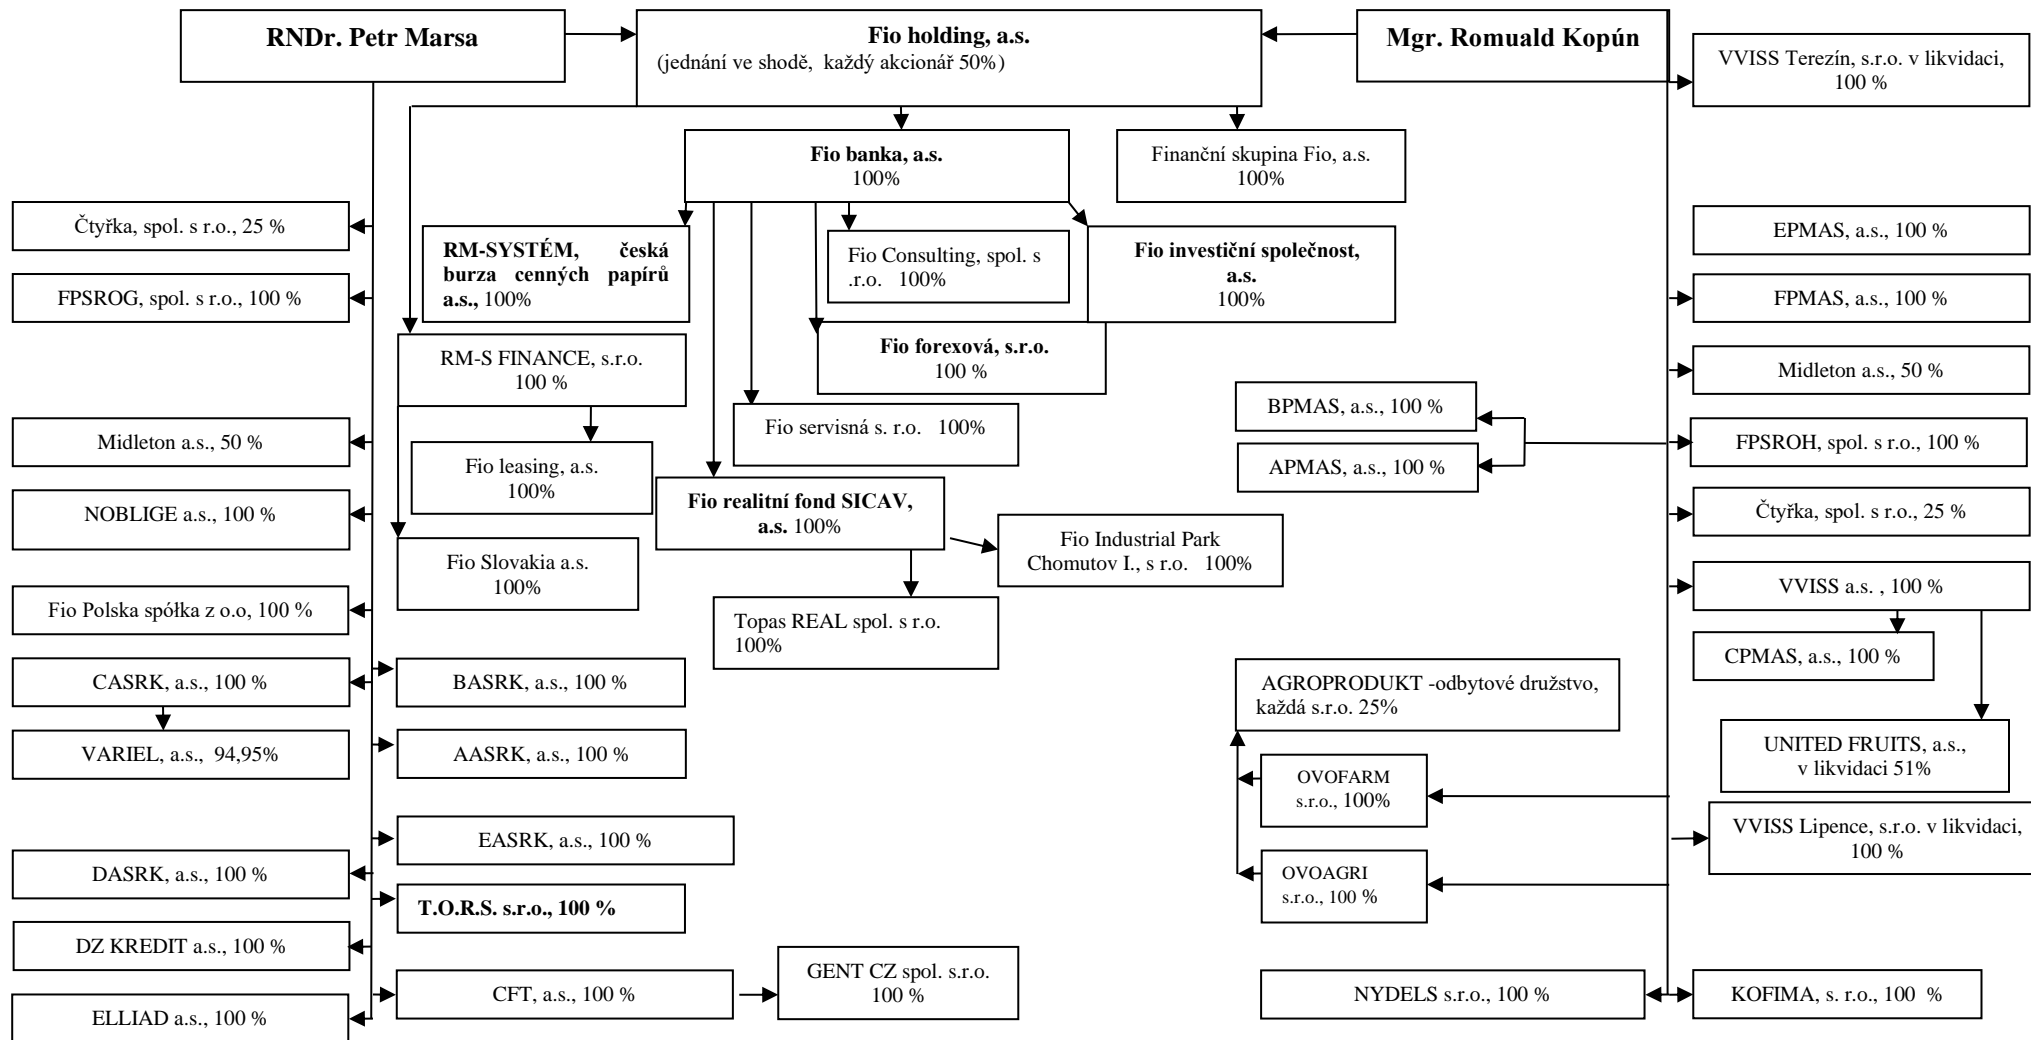 RNDr. Petr Marsa
Fio holding, a.s.
(jednání ve shodě, každý akcionář 50%)
Mgr. Romuald Kopún
VVISS Terezín, s.r.o. v likvidaci,
100 %
Fio banka, a.s.
100%
Finanční skupina Fio, a.s.
100%
Čtyřka, spol. s r.o., 25 %
RM-SYSTÉM, česká
burza cenných papírů
a.s., 100%
Fio Consulting, spol. s
.r.o. 100%
Fio investiční společnost,
a.s.
100%
EPMAS, a.s., 100 %
FPSROG, spol. s r.o., 100 %
FPMAS, a.s., 100 %
RM-S FINANCE, s.r.o.
100 %
Fio forexová, s.r.o.
100 %
Midleton a.s., 50 %
BPMAS, a.s., 100 %
Midleton a.s., 50 %
Fio servisná s. r.o. 100%
FPSROH, spol. s r.o., 100 %
Fio leasing, a.s.
100%
APMAS, a.s., 100 %
NOBLIGE a.s., 100 %
Fio realitní fond SICAV,
a.s. 100%
Čtyřka, spol. s r.o., 25 %
Fio Slovakia a.s.
100%
Fio Industrial Park
Chomutov I., s r.o. 100%
VVISS a.s. , 100 %
Fio Polska spółka z o.o, 100 %
Topas REAL spol. s r.o.
100%
CPMAS, a.s., 100 %
CASRK, a.s., 100 %
BASRK, a.s., 100 %
AGROPRODUKT -odbytové družstvo,
každá s.r.o. 25%
VARIEL, a.s., 94,95%
AASRK, a.s., 100 %
UNITED FRUITS, a.s.,
v likvidaci 51%
OVOFARM
s.r.o., 100%
EASRK, a.s., 100 %
VVISS Lipence, s.r.o. v likvidaci,
100 %
DASRK, a.s., 100 %
OVOAGRI
s.r.o., 100 %
T.O.R.S. s.r.o., 100 %
DZ KREDIT a.s., 100 %
CFT, a.s., 100 %
GENT CZ spol. s.r.o.
100 %
NYDELS s.r.o., 100 %
KOFIMA, s. r.o., 100 %
ELLIAD a.s., 100 %